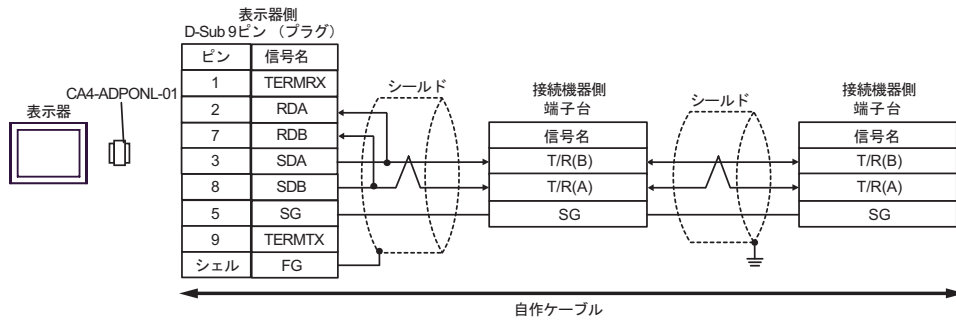 表示器側
D-Sub 9ピン (プラグ)
ピン 信号名
1 TERMRX
2 RDA
7 RDB
3 SDA
8 SDB
5 SG
9 TERMTX
シェル FG
表示器
CA4-ADPONL-01
シールド
接続機器側
端子台
信号名
T/R(B)
T/R(A)
SG
シールド
接続機器側
端子台
信号名
T/R(B)
T/R(A)
SG
自作ケーブル